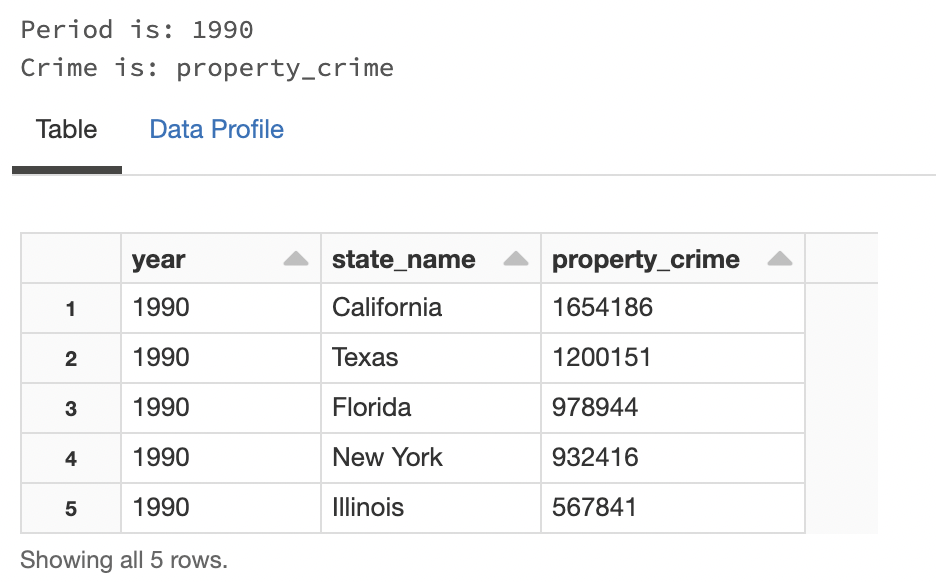 Period is: 1990
Crime is: property_crime
Table Data Profile
year state_name property_crime
1 1990 California 1654186
2 1990 Texas 1200151
3 1990 Florida 978944
4 1990 New York 932416
5 1990 Illinois 567841
Showing all 5 rows.